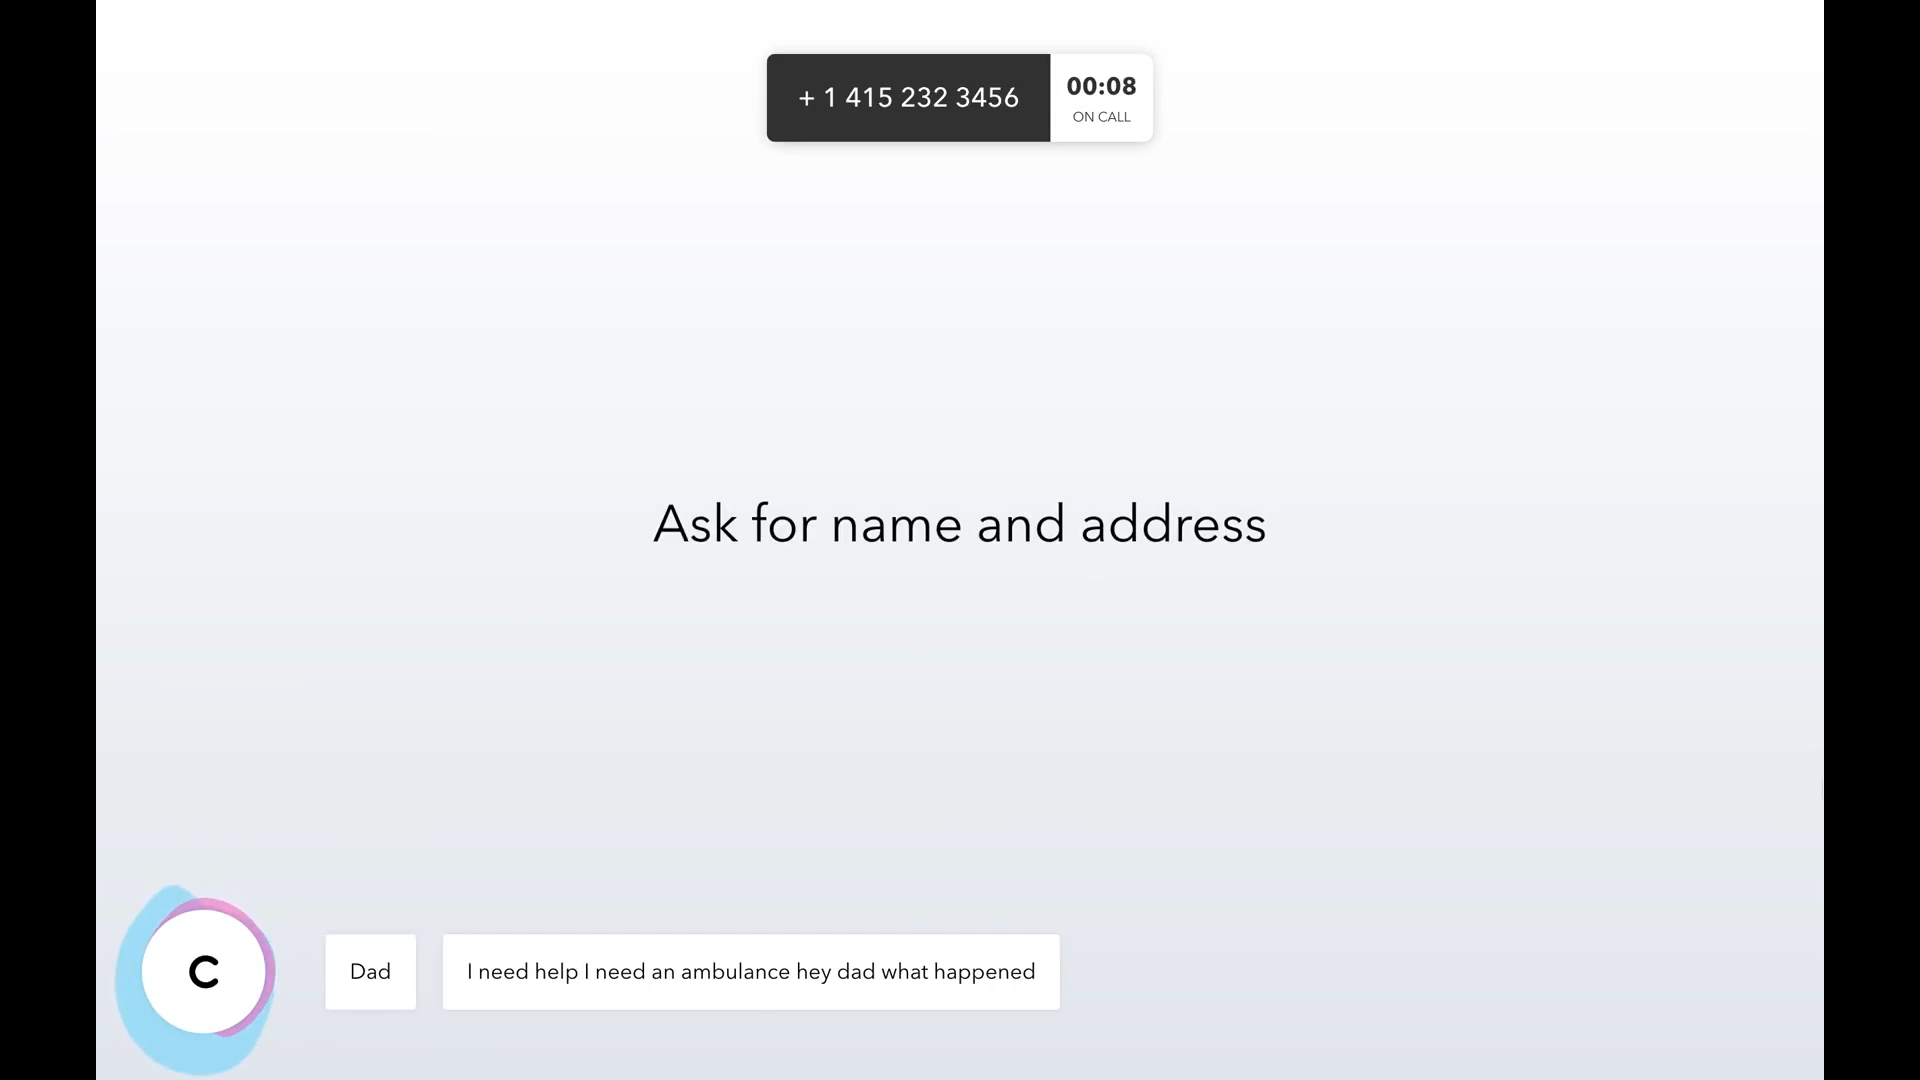 + 1 415 232 3456
00:08
ON CALL
Ask for name and address
C
Dad
I need help I need an ambulance hey dad what happened